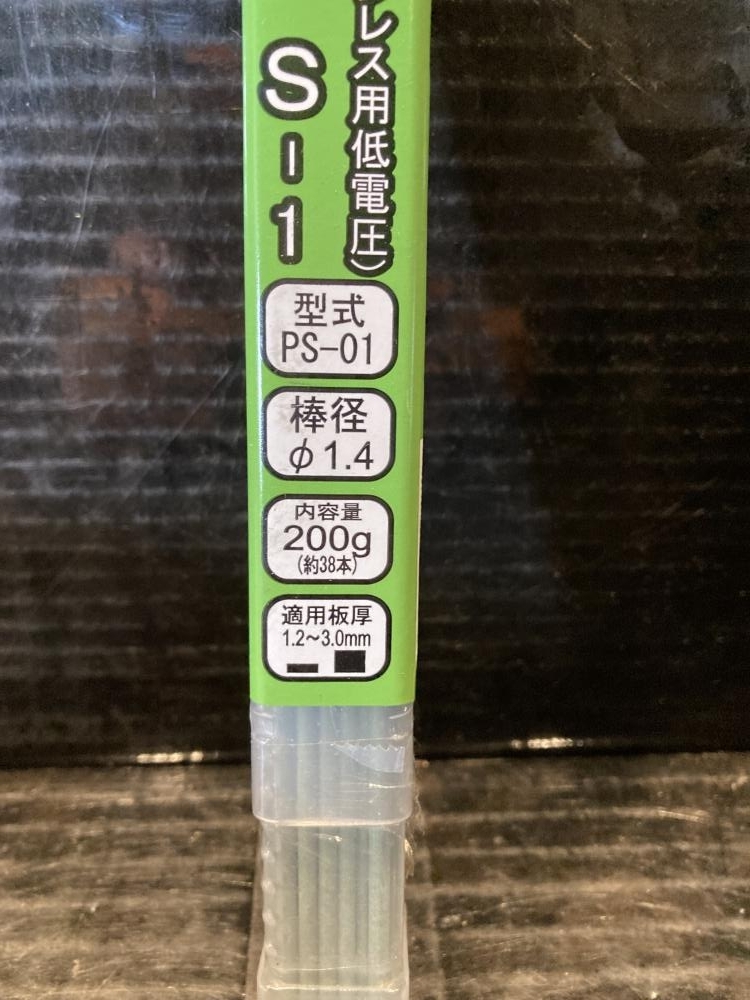 レス用低電圧）
S-1
型式
PS-01
棒径
φ1.4
内容量
200g
(約38本)
適用板厚
1.2～3.0mm